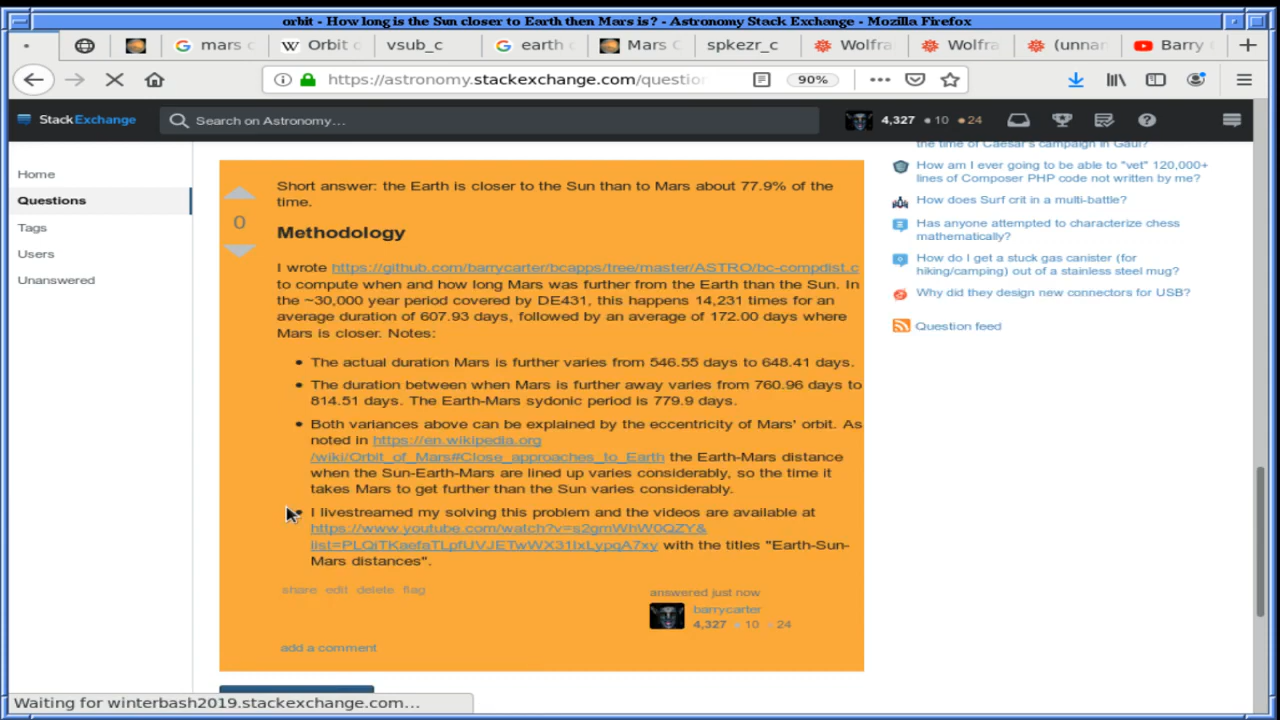 orbit - How long is the Sun closer to Earth then Mars is? - Astronomy Stack Exchange - Mozilla Firefox
mars c
Orbit c
vsub_c
earth c
Mars C
spkezr_c
Wolfra
Wolfra
(unnar
Barry
https://astronomy.stackexchange.com/questio
90%
StackExchange
Search on Astronomy…
4,327 10 24
Home
Questions
Tags
Users
Unanswered
0
Short answer: the Earth is closer to the Sun than to Mars about 77.9% of the
time.
Methodology
I wrote https://github.com/barrycarter/bcapps/tree/master/ASTRO/bc-compdist.c
to compute when and how long Mars was further from the Earth than the Sun. In
the ~30,000 year period covered by DE431, this happens 14,231 times for an
average duration of 607.93 days, followed by an average of 172.00 days where
Mars is closer. Notes:
The actual duration Mars is further varies from 546.55 days to 648.41 days.
The duration between when Mars is further away varies from 760.96 days to
814.51 days. The Earth-Mars sydonic period is 779.9 days.
Both variances above can be explained by the eccentricity of Mars' orbit. As
noted in https://en.wikipedia.org
/wiki/Orbit_of_Mars#Close_approaches_to_Earth the Earth-Mars distance
when the Sun-Earth-Mars are lined up varies considerably, so the time it
takes Mars to get further than the Sun varies considerably.
I livestreamed my solving this problem and the videos are available at
https://www.youtube.com/watch?v=s2gmWhW0QZY&
list=PLQiTKaefaTLpfUVJETwWX31IxLypqA7xy with the titles "Earth-Sun-
Mars distances".
share edit delete flag
answered just now
barrycarter
4,327 10 24
add a comment
the time of Caesar's campaign in Gaul?
How am I ever going to be able to "vet" 120,000+
lines of Composer PHP code not written by me?
How does Surf crit in a multi-battle?
Has anyone attempted to characterize chess
mathematically?
How do I get a stuck gas canister (for
hiking/camping) out of a stainless steel mug?
Why did they design new connectors for USB?
Question feed
Waiting for winterbash2019.stackexchange.com…